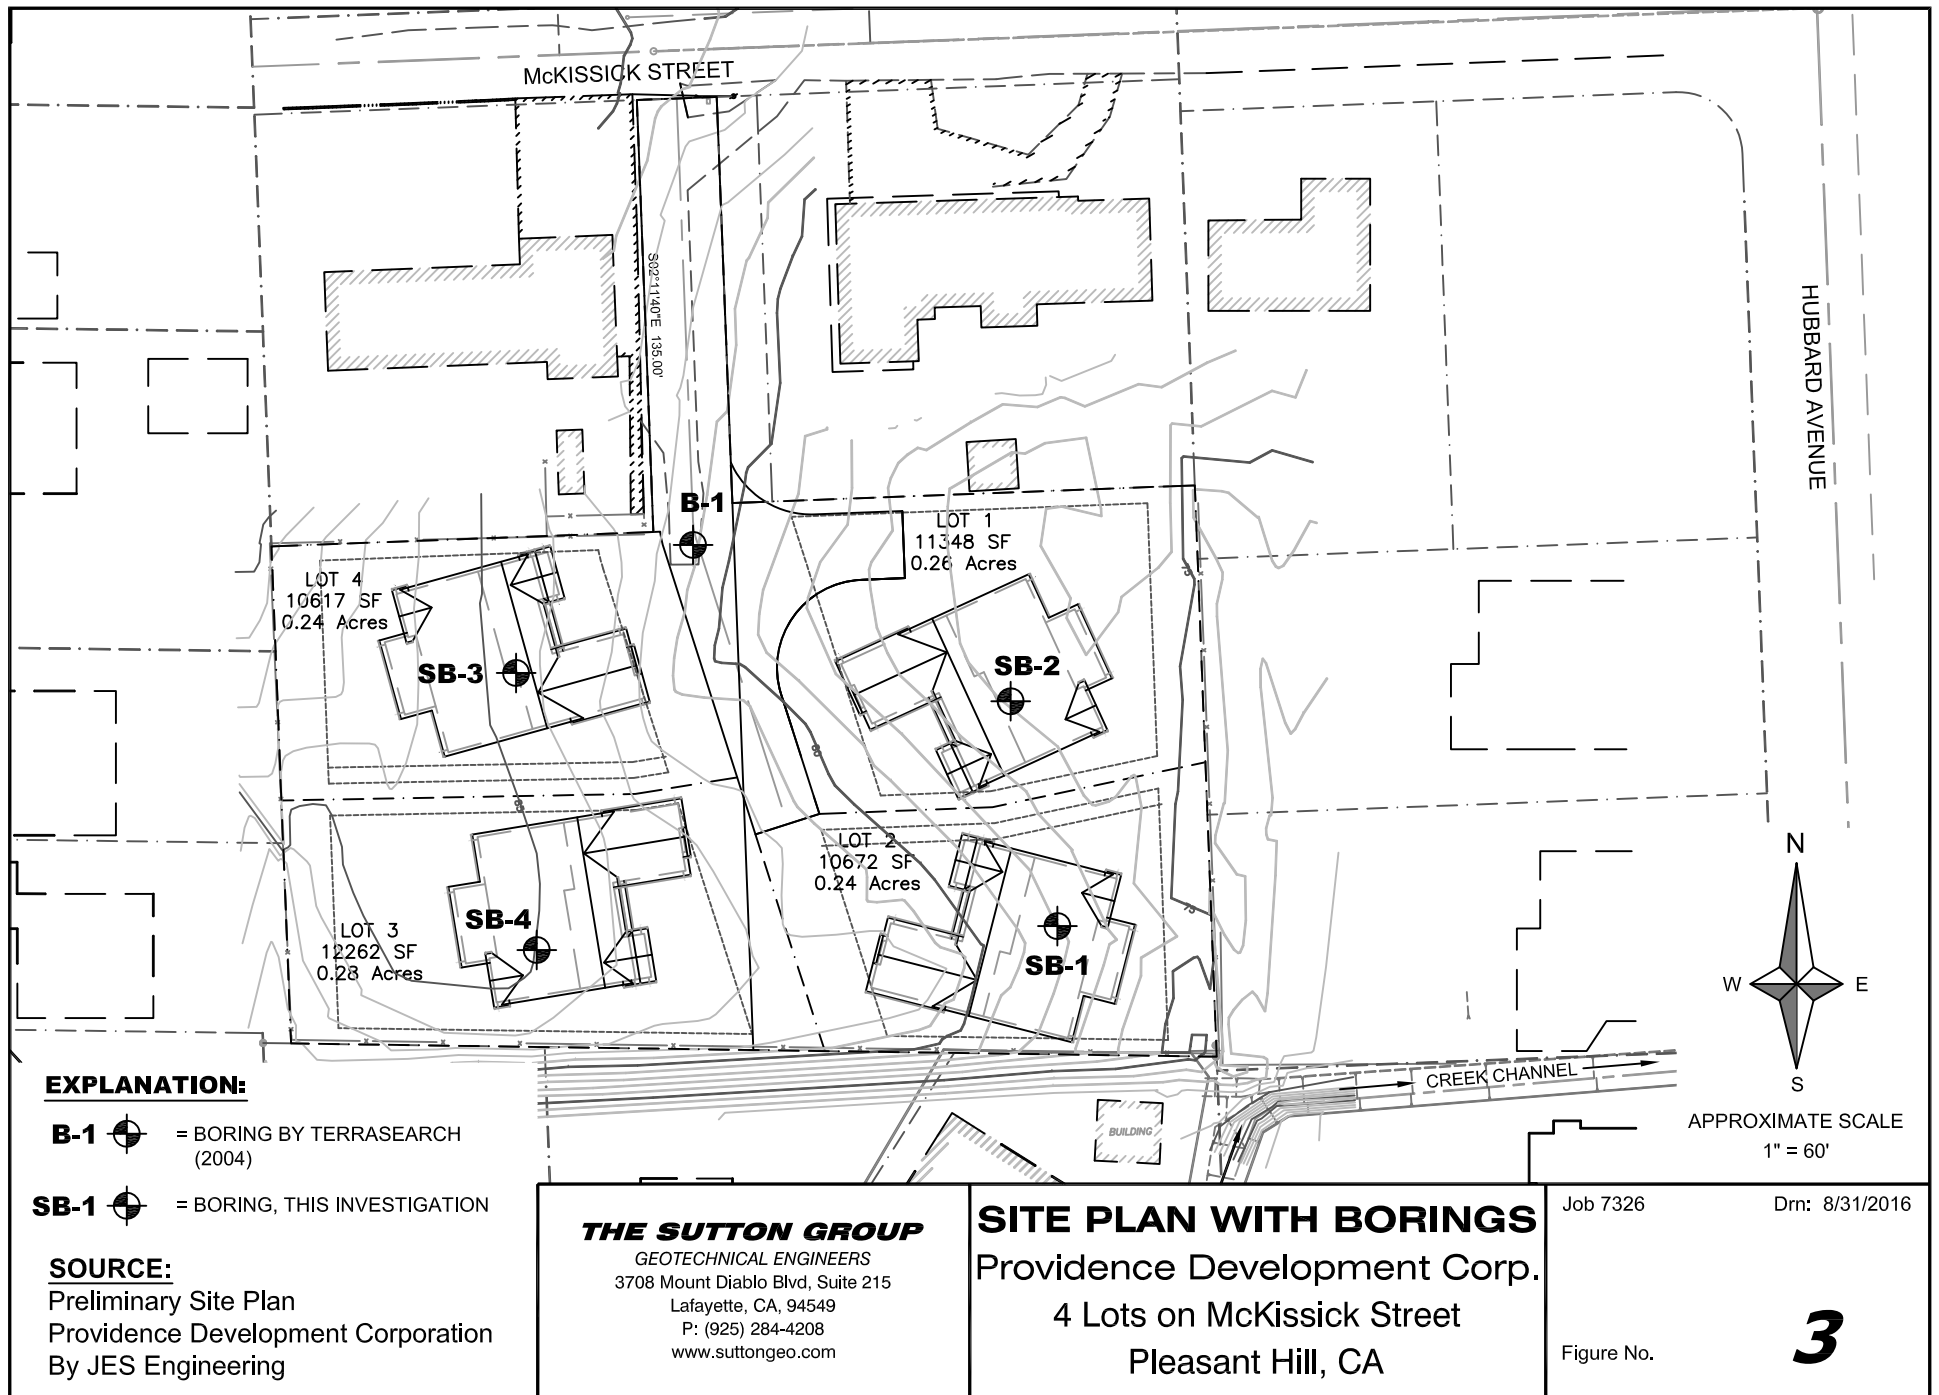 McKISSICK STREET
S02°11'40"E 135.00'
HUBBARD AVENUE
B-1
LOT 1
11348 SF
0.26 Acres
LOT 4
10617 SF
0.24 Acres
75
SB-3
SB-2
80
85
LOT 2
10672 SF
0.24 Acres
SB-4
LOT 3
12262 SF
0.28 Acres
75
SB-1
N
W
E
S
CREEK CHANNEL
BUILDING
APPROXIMATE SCALE
1" = 60'
EXPLANATION:
B-1 = BORING BY TERRASEARCH
(2004)
SB-1 = BORING, THIS INVESTIGATION
SOURCE:
Preliminary Site Plan
Providence Development Corporation
By JES Engineering
THE SUTTON GROUP
GEOTECHNICAL ENGINEERS
3708 Mount Diablo Blvd, Suite 215
Lafayette, CA, 94549
P: (925) 284-4208
www.suttongeo.com
SITE PLAN WITH BORINGS
Providence Development Corp.
4 Lots on McKissick Street
Pleasant Hill, CA
Job 7326
Drn: 8/31/2016
Figure No.
3